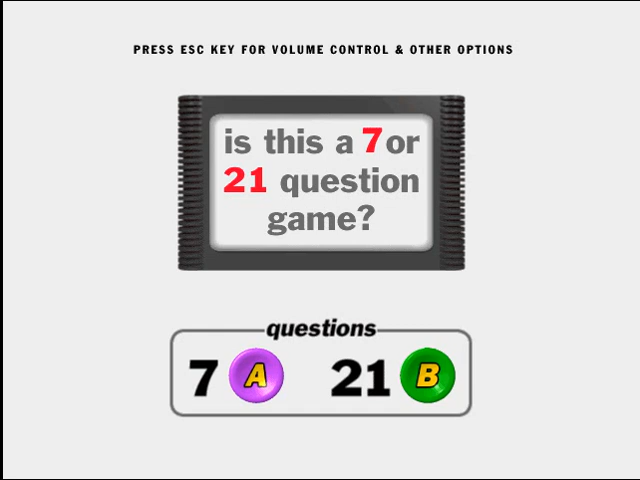 PRESS ESC KEY FOR VOLUME CONTROL & OTHER OPTIONS
is this a 7 or
21 question
game?
questions
7 A 21 B